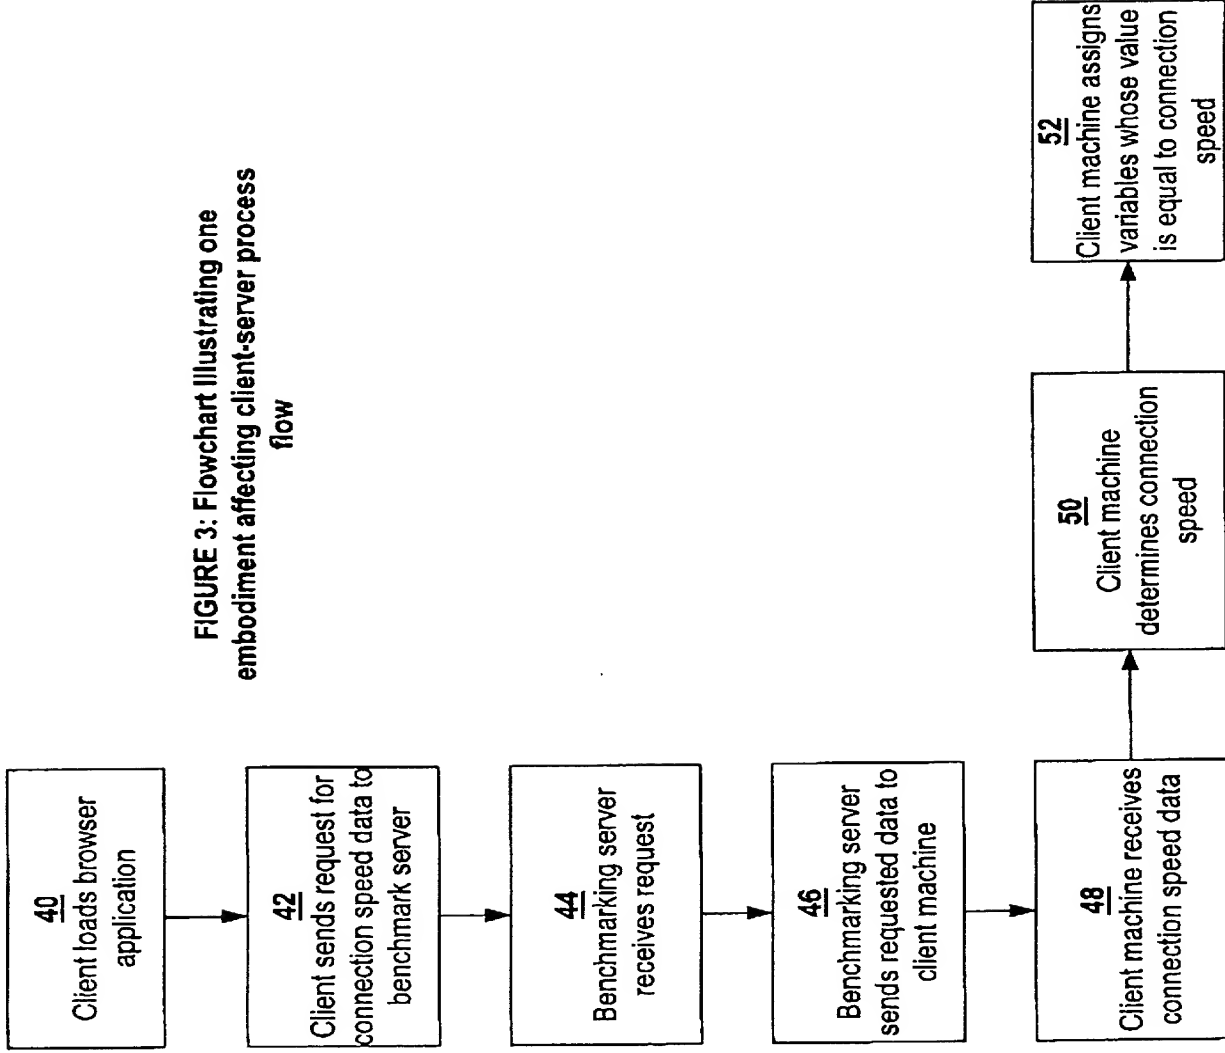 FIGURE 3: Flowchart Illustrating one
embodiment affecting client-server process
flow
40
Client loads browser
application
42
Client sends request for
connection speed data to
benchmark server
44
Benchmarking server
receives request
46
Benchmarking server
sends requested data to
client machine
48
Client machine receives
connection speed data
50
Client machine
determines connection
speed
52
Client machine assigns
variables whose value
is equal to connection
speed